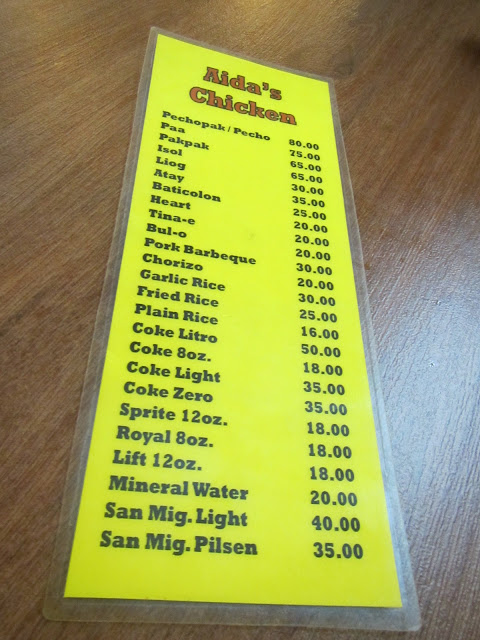 Aida's
Chicken
Pechopak / Pecho 80.00
Paa 75.00
Pakpak 65.00
Isol 65.00
Liog 30.00
Atay 35.00
Baticolon 25.00
Heart 20.00
Tina-e 20.00
Bul-o 20.00
Pork Barbeque 30.00
Chorizo 20.00
Garlic Rice 30.00
Fried Rice 25.00
Plain Rice 16.00
Coke Litro 50.00
Coke 8oz. 18.00
Coke Light 35.00
Coke Zero 35.00
Sprite 12oz. 18.00
Royal 8oz. 18.00
Lift 12oz. 18.00
Mineral Water 20.00
San Mig. Light 40.00
San Mig. Pilsen 35.00